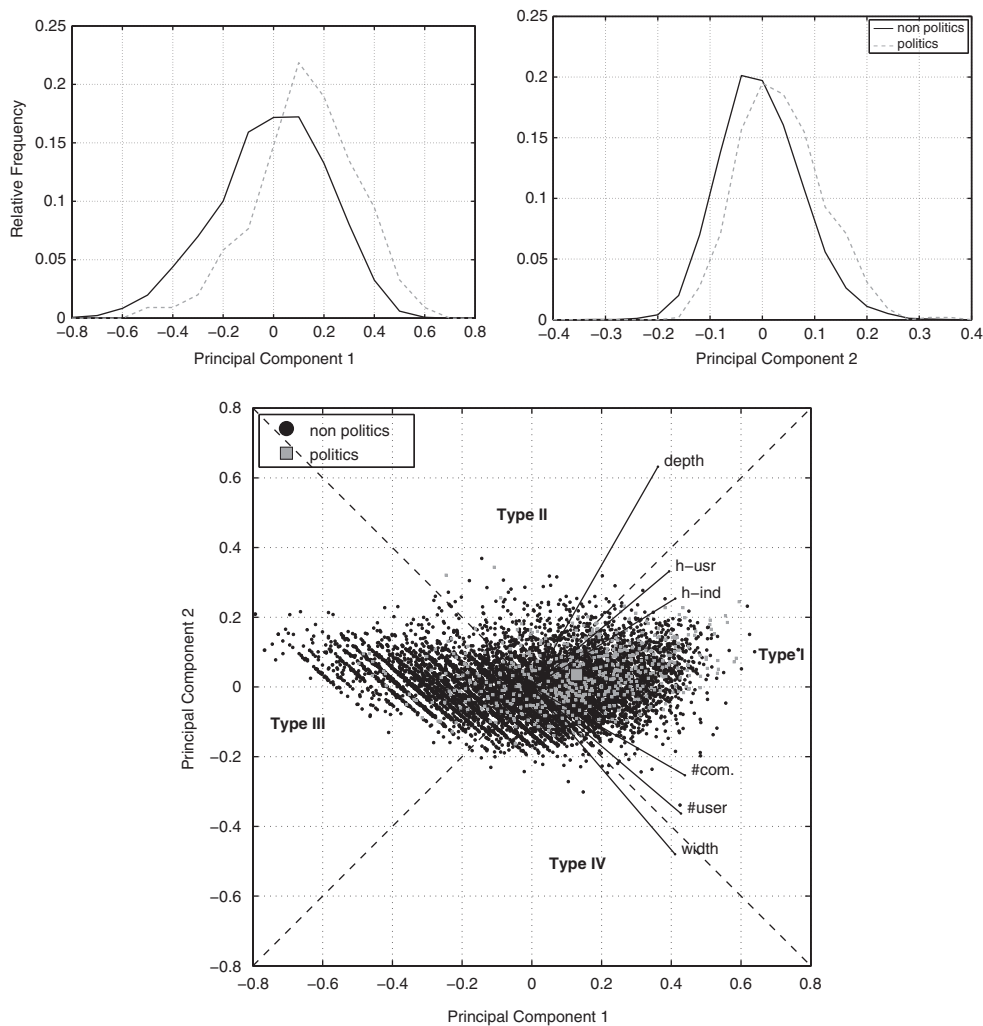 0.25
0.2
0.15
0.1
0.05
0
Relative Frequency
−0.8 −0.6 −0.4 −0.2 0 0.2 0.4 0.6 0.8
Principal Component 1
0.25
0.2
0.15
0.1
0.05
0
non politics
politics
−0.4 −0.3 −0.2 −0.1 0 0.1 0.2 0.3 0.4
Principal Component 2
0.8
0.6
0.4
0.2
0
−0.2
−0.4
−0.6
−0.8
Principal Component 2
non politics
politics
depth
Type II
h−usr
h−ind
Type I
Type III
#com.
#user
width
Type IV
−0.8 −0.6 −0.4 −0.2 0 0.2 0.4 0.6 0.8
Principal Component 1